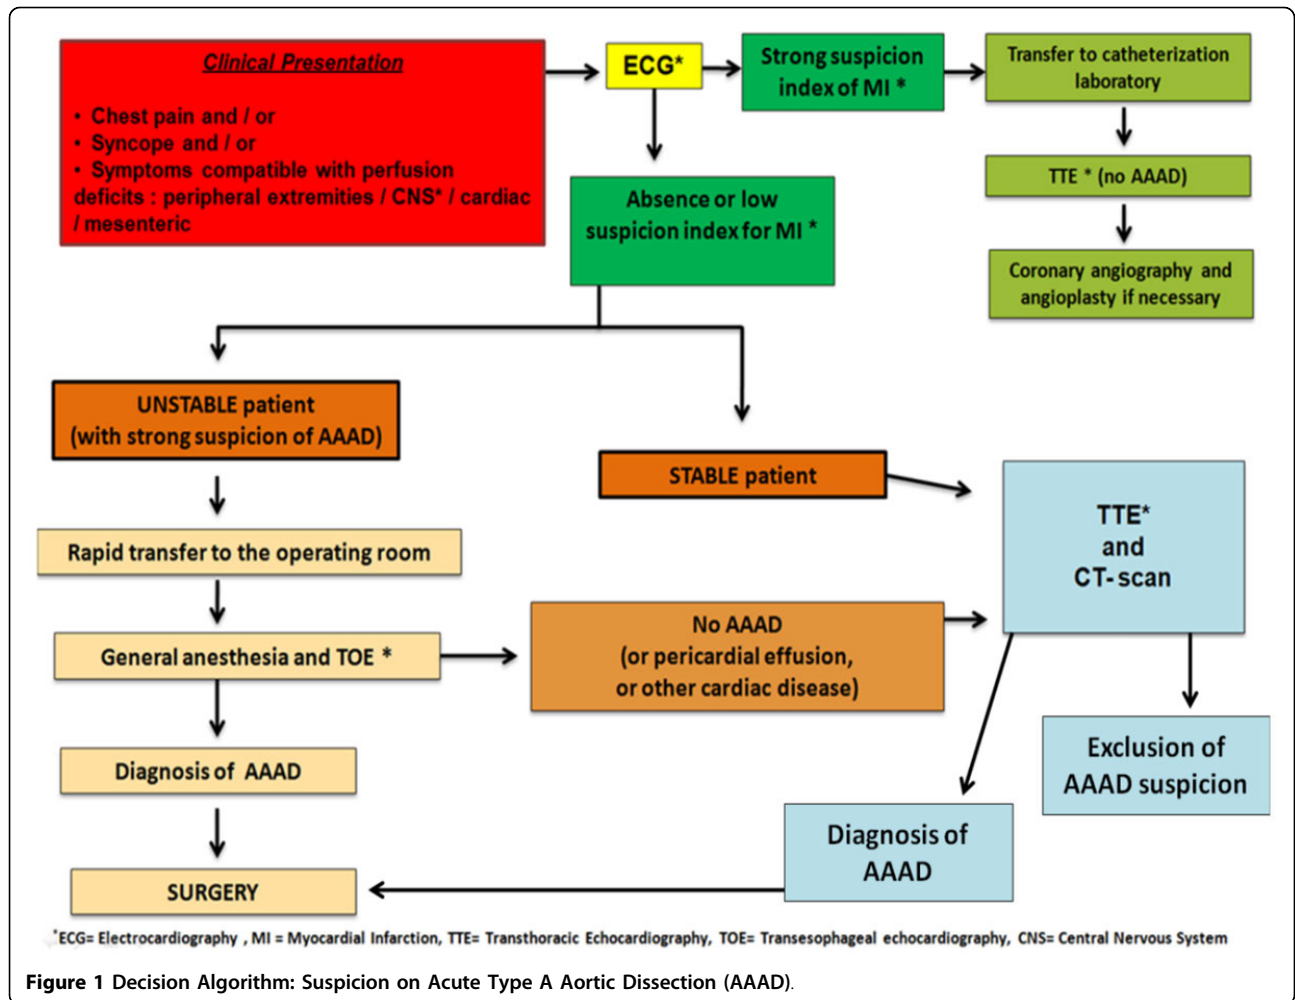 Clinical Presentation
• Chest pain and / or
• Syncope and / or
• Symptoms compatible with perfusion
deficits : peripheral extremities / CNS* / cardiac
/ mesenteric
ECG*
Strong suspicion
index of MI *
Transfer to catheterization
laboratory
TTE * (no AAAD)
Coronary angiography and
angioplasty if necessary
Absence or low
suspicion index for MI *
UNSTABLE patient
(with strong suspicion of AAAD)
STABLE patient
TTE*
and
CT- scan
Rapid transfer to the operating room
General anesthesia and TOE *
No AAAD
(or pericardial effusion,
or other cardiac disease)
Exclusion of
AAAD suspicion
Diagnosis of AAAD
Diagnosis of
AAAD
SURGERY
*ECG= Electrocardiography , MI = Myocardial Infarction, TTE= Transthoracic Echocardiography, TOE= Transesophageal echocardiography, CNS= Central Nervous System
Figure 1 Decision Algorithm: Suspicion on Acute Type A Aortic Dissection (AAAD).